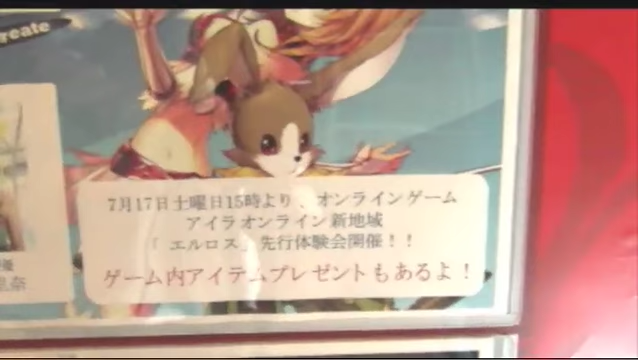 reate
7月17日土曜日15時より、オンラインゲーム
アイラオンライン新地域
「エルロス」先行体験会開催！！
ゲーム内アイテムプレゼントもあるよ！
奈